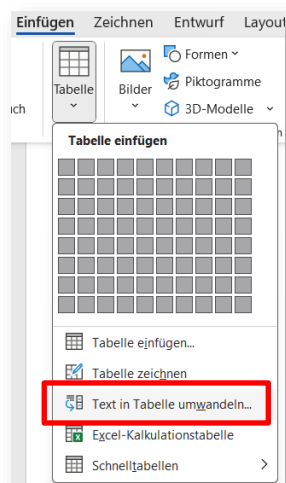 Einfügen Zeichnen Entwurf Layout
Tabelle
Bilder
Formen
Piktogramme
3D-Modelle
Tabelle einfügen
Tabelle einfügen...
Tabelle zeichnen
Text in Tabelle umwandeln...
Excel-Kalkulationstabelle
Schnelltabellen